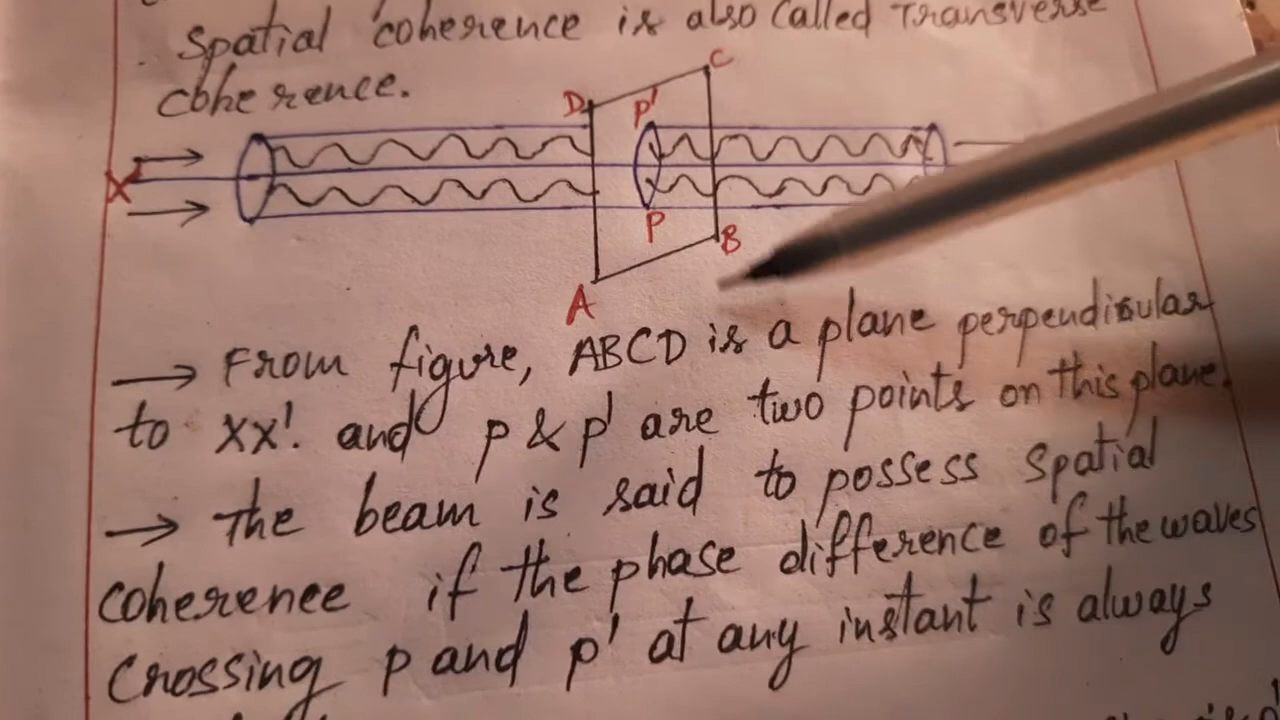 Spatial coherence is also called Transverse
coherence.
C
D
P'
X
P
B
A
→ From figure, ABCD is a plane perpendicular
to XX'. and P & P' are two points on this plane.
→ The beam is said to possess spatial
coherence if the phase difference of the waves
crossing P and P' at any instant is always